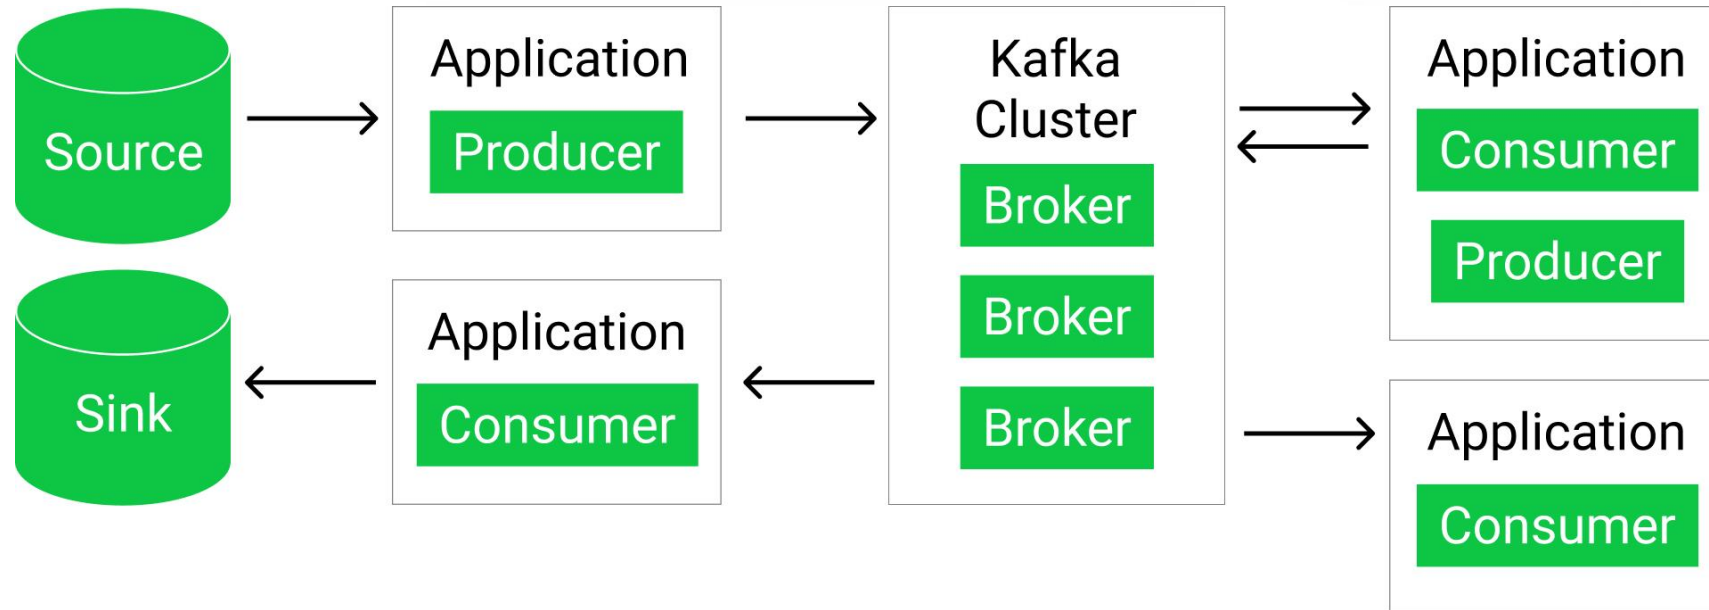 Source
Application
Producer
Kafka
Cluster
Broker
Broker
Broker
Application
Consumer
Producer
Sink
Application
Consumer
Application
Consumer